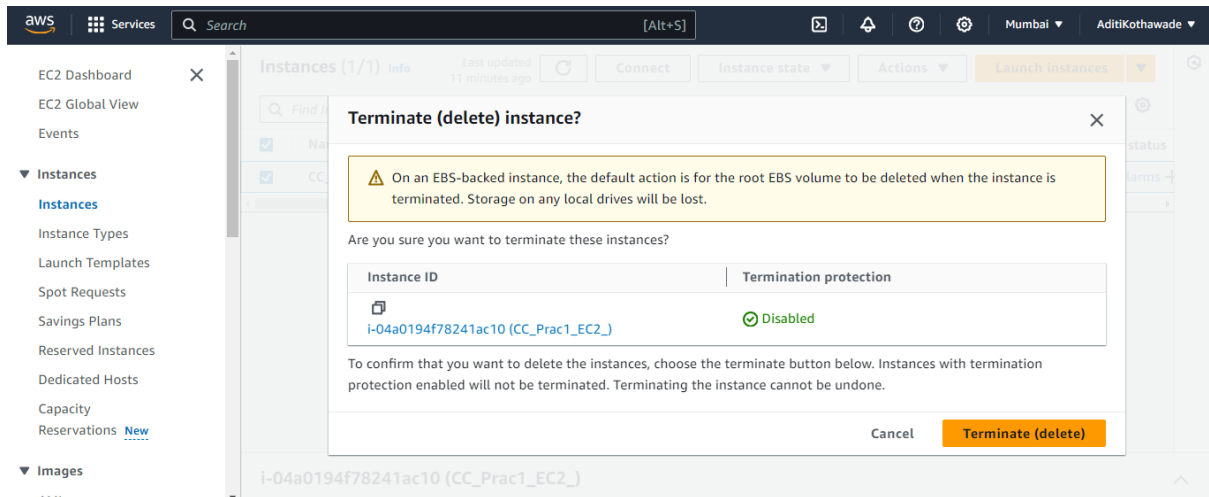 aws
Services
Search
[Alt+S]
Mumbai
AditiKothawade
EC2 Dashboard
EC2 Global View
Events
Instances
Instances
Instance Types
Launch Templates
Spot Requests
Savings Plans
Reserved Instances
Dedicated Hosts
Capacity
Reservations New
Images
Instances (1/1) Info
Last updated
11 minutes ago
Connect
Instance state
Actions
Launch instances
Find
Na
status
CC_
larms +
Terminate (delete) instance?
On an EBS-backed instance, the default action is for the root EBS volume to be deleted when the instance is
terminated. Storage on any local drives will be lost.
Are you sure you want to terminate these instances?
Instance ID
Termination protection
i-04a0194f78241ac10 (CC_Prac1_EC2_)
Disabled
To confirm that you want to delete the instances, choose the terminate button below. Instances with termination
protection enabled will not be terminated. Terminating the instance cannot be undone.
Cancel
Terminate (delete)
i-04a0194f78241ac10 (CC_Prac1_EC2_)